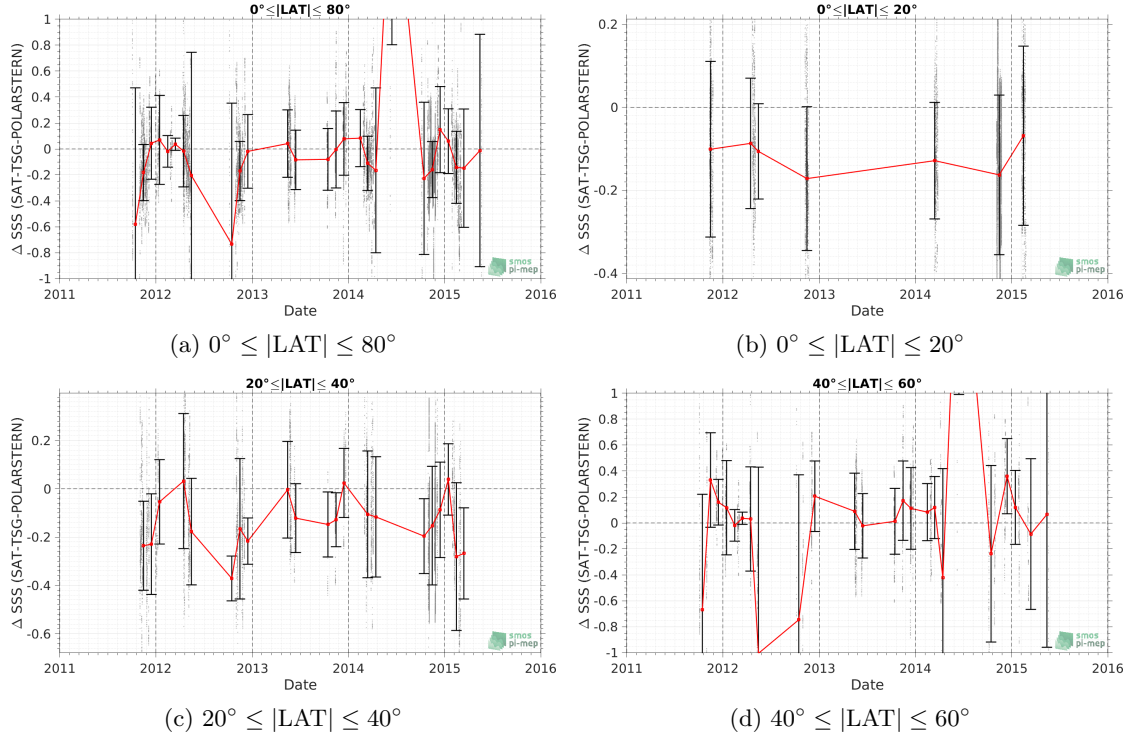 0°≤|LAT|≤ 80°
Δ SSS (SAT-TSG-POLARSTERN)
1
0.8
0.6
0.4
0.2
0
-0.2
-0.4
-0.6
-0.8
-1
2011 2012 2013 2014 2015 2016
Date
smos
pi-mep
(a) 0° ≤ |LAT| ≤ 80°
0°≤|LAT|≤ 20°
Δ SSS (SAT-TSG-POLARSTERN)
0.2
0
-0.2
-0.4
2011 2012 2013 2014 2015 2016
Date
smos
pi-mep
(b) 0° ≤ |LAT| ≤ 20°
20°≤|LAT|≤ 40°
Δ SSS (SAT-TSG-POLARSTERN)
0.2
0
-0.2
-0.4
-0.6
2011 2012 2013 2014 2015 2016
Date
smos
pi-mep
(c) 20° ≤ |LAT| ≤ 40°
40°≤|LAT|≤ 60°
Δ SSS (SAT-TSG-POLARSTERN)
1
0.8
0.6
0.4
0.2
0
-0.2
-0.4
-0.6
-0.8
-1
2011 2012 2013 2014 2015 2016
Date
smos
pi-mep
(d) 40° ≤ |LAT| ≤ 60°